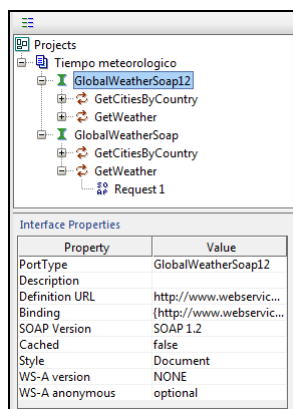 Projects
Tiempo meteorologico
GlobalWeatherSoap12
GetCitiesByCountry
GetWeather
GlobalWeatherSoap
GetCitiesByCountry
GetWeather
SO AP Request 1
Interface Properties
Property Value
PortType GlobalWeatherSoap12
Description
Definition URL http://www.webservic...
Binding {http://www.webservic...
SOAP Version SOAP 1.2
Cached false
Style Document
WS-A version NONE
WS-A anonymous optional